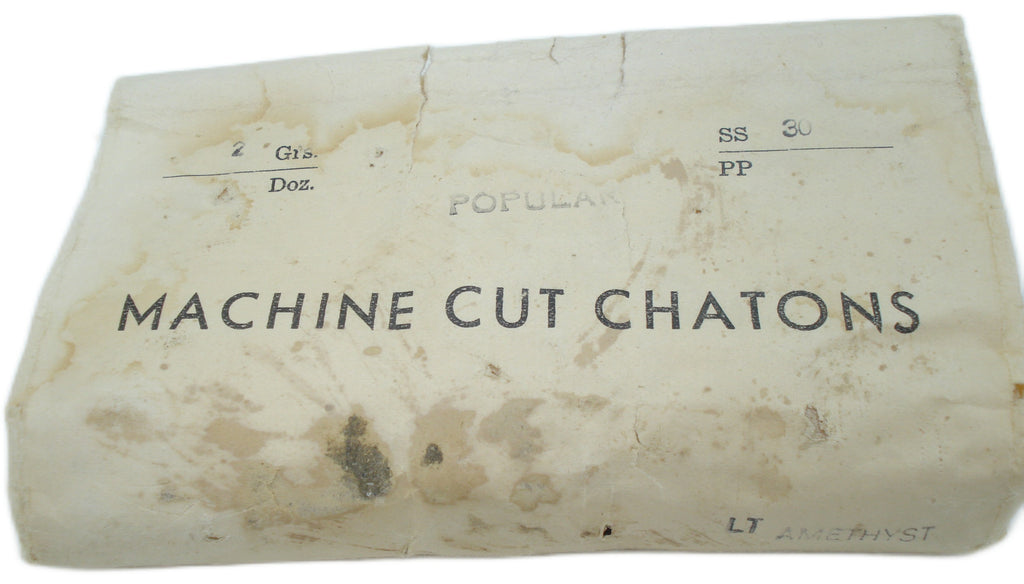 2 Grs.
Doz.
SS 30
PP
POPULAR
MACHINE CUT CHATONS
LT AMETHYST